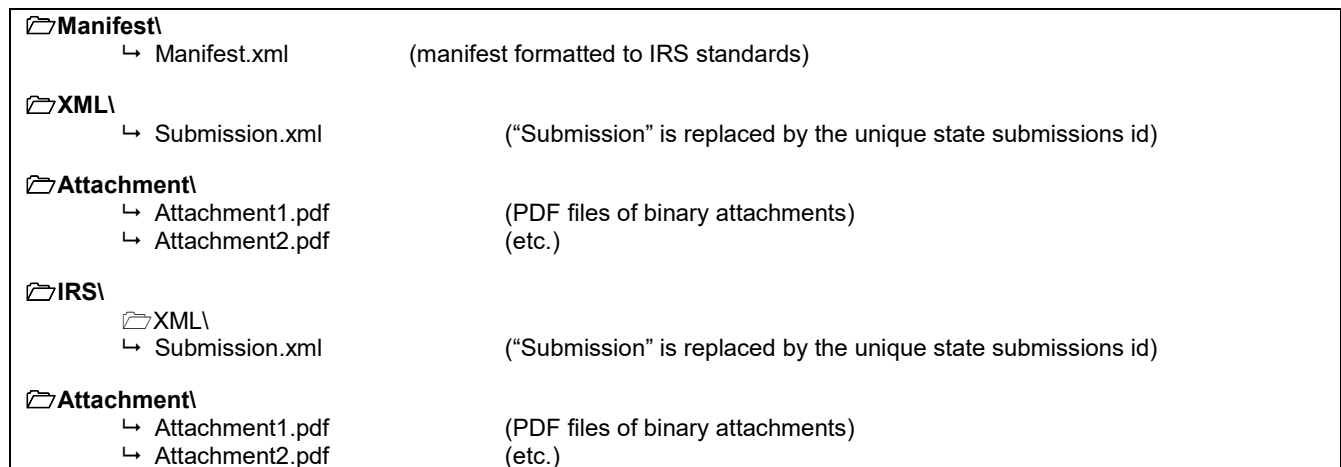 Manifest\
↳ Manifest.xml (manifest formatted to IRS standards)
XML\
↳ Submission.xml (“Submission” is replaced by the unique state submissions id)
Attachment\
↳ Attachment1.pdf (PDF files of binary attachments)
↳ Attachment2.pdf (etc.)
IRS\
XML\
↳ Submission.xml (“Submission” is replaced by the unique state submissions id)
Attachment\
↳ Attachment1.pdf (PDF files of binary attachments)
↳ Attachment2.pdf (etc.)